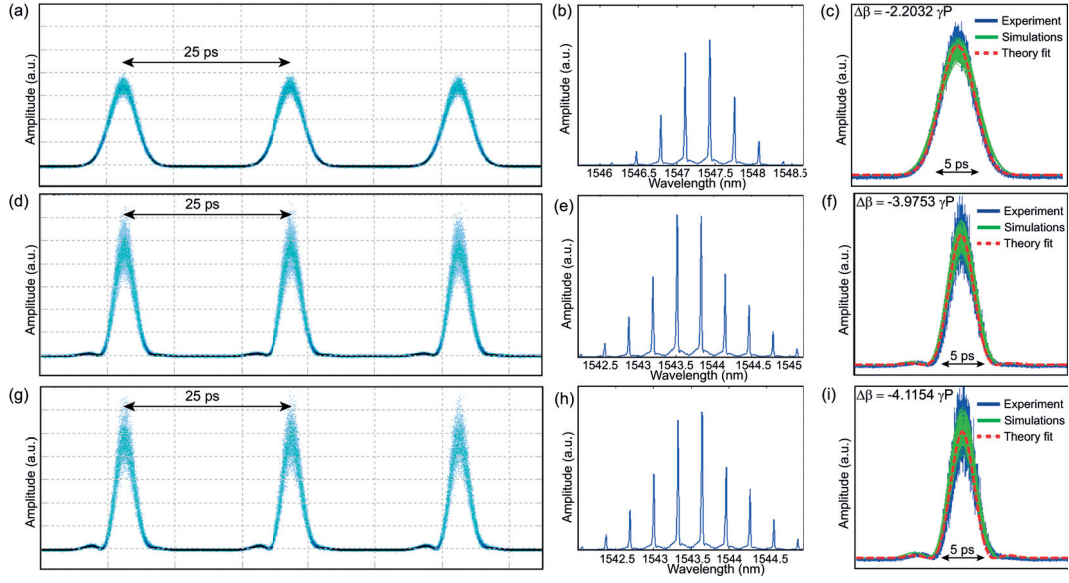 (a)
25 ps
Amplitude (a.u.)
(b)
Amplitude (a.u.)
1546 1546.5 1547 1547.5 1548 1548.5
Wavelength (nm)
(c)
Δβ = -2.2032 γP
Experiment
Simulations
Theory fit
Amplitude (a.u.)
5 ps
(d)
25 ps
Amplitude (a.u.)
(e)
Amplitude (a.u.)
1542.5 1543 1543.5 1544 1544.5 1545
Wavelength (nm)
(f)
Δβ = -3.9753 γP
Experiment
Simulations
Theory fit
Amplitude (a.u.)
5 ps
(g)
25 ps
Amplitude (a.u.)
(h)
Amplitude (a.u.)
1542.5 1543 1543.5 1544 1544.5
Wavelength (nm)
(i)
Δβ = -4.1154 γP
Experiment
Simulations
Theory fit
Amplitude (a.u.)
5 ps